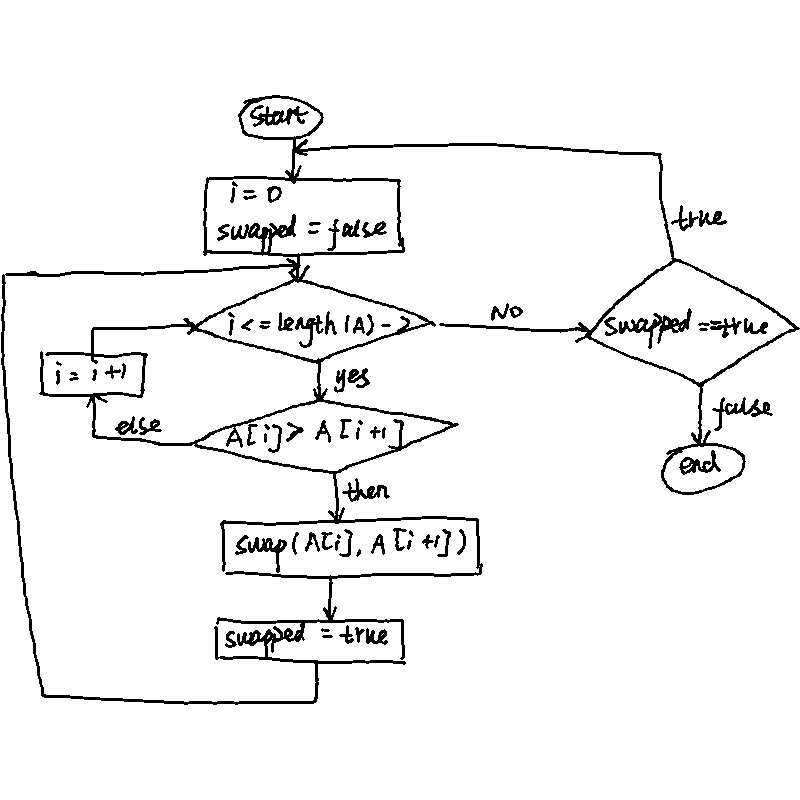 start
i = 0
swapped = false
true
i <= length(A) - 2
NO
swapped == true
i = i+1
yes
else
A[i] > A[i+1]
false
end
then
swap(A[i], A[i+1])
swapped = true